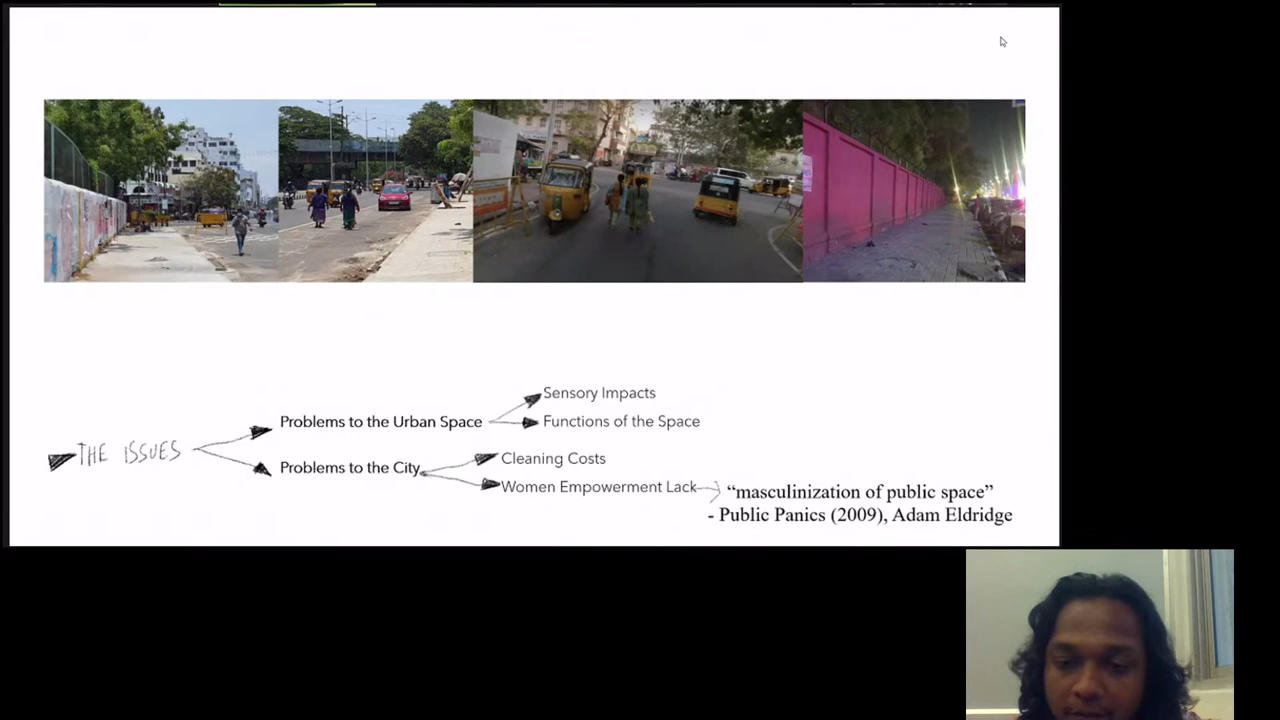 Sensory Impacts
Problems to the Urban Space
Functions of the Space
THE ISSUES
Cleaning Costs
Problems to the City
Women Empowerment Lack
“masculinization of public space”
- Public Panics (2009), Adam Eldridge